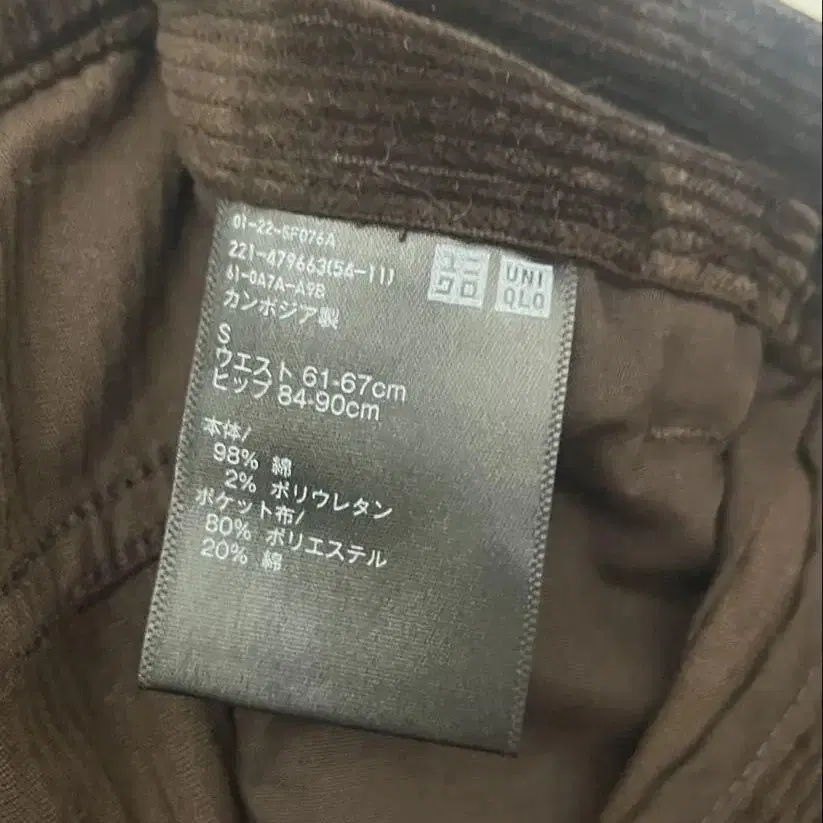 01-22-SF076A
221-479663(54-11)
61-0A7A-A9B
カンボジア製
ユニ
クロ
UNI
QLO
S
ウエスト 61-67cm
ヒップ 84-90cm
本体/
98% 綿
2% ポリウレタン
ポケット布/
80% ポリエステル
20% 綿